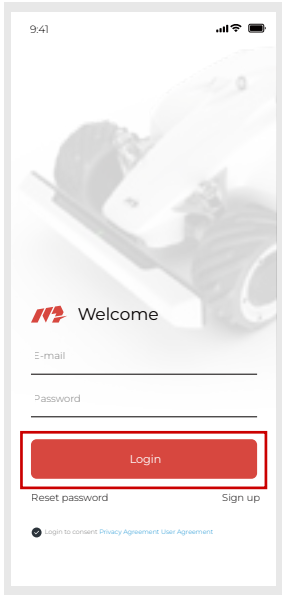 9:41
Welcome
E-mail
Password
Login
Reset password
Sign up
Login to consent Privacy Agreement User Agreement